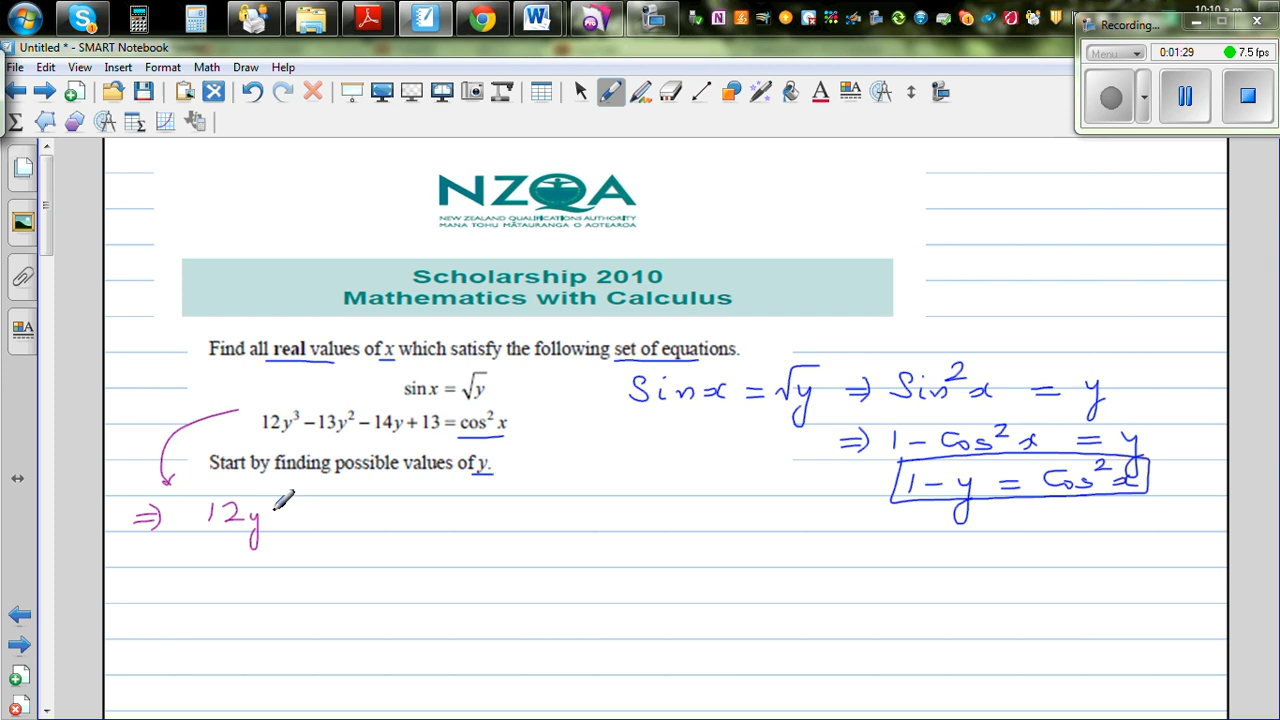 10:10 a.m.
Recording...
Menu
0:01:29
7.5 fps
Untitled * - SMART Notebook
File Edit View Insert Format Math Draw Help
NZQA
NEW ZEALAND QUALIFICATIONS AUTHORITY
MANA TOHU MĀTAURANGA O AOTEAROA
Scholarship 2010
Mathematics with Calculus
Find all real values of x which satisfy the following set of equations.
sin x = √y
12y³ − 13y² − 14y + 13 = cos² x
Start by finding possible values of y.
Sin x = √y ⇒ Sin² x = y
⇒ 1 - Cos² x = y
1 - y = Cos² x
⇒ 12y